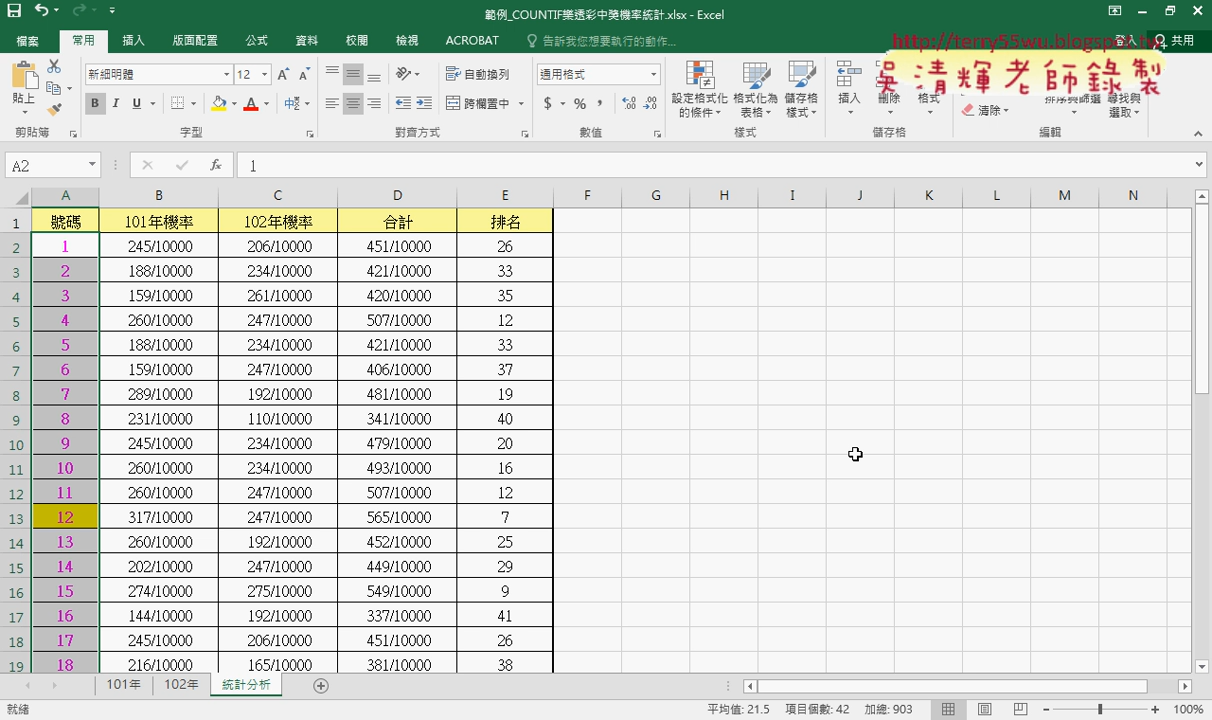 範例_COUNTIF樂透彩中獎機率統計.xlsx - Excel
http://terry55wu.blogspot.tw
吳清輝老師錄製
檔案 常用 插入 版面配置 公式 資料 校閱 檢視 ACROBAT 告訴我您想要執行的動作... 登入 共用
貼上 新細明體 12 自動換列 通用格式 設定格式化的條件 格式化為表格 儲存格樣式 插入 刪除 格式 排序與篩選 尋找與選取
B I U 跨欄置中 $ % , 清除
剪貼簿 字型 對齊方式 數值 樣式 儲存格 編輯
A2 fx 1
A B C D E F G H I J K L M N
1 號碼 101年機率 102年機率 合計 排名
2 1 245/10000 206/10000 451/10000 26
3 2 188/10000 234/10000 421/10000 33
4 3 159/10000 261/10000 420/10000 35
5 4 260/10000 247/10000 507/10000 12
6 5 188/10000 234/10000 421/10000 33
7 6 159/10000 247/10000 406/10000 37
8 7 289/10000 192/10000 481/10000 19
9 8 231/10000 110/10000 341/10000 40
10 9 245/10000 234/10000 479/10000 20
11 10 260/10000 234/10000 493/10000 16
12 11 260/10000 247/10000 507/10000 12
13 12 317/10000 247/10000 565/10000 7
14 13 260/10000 192/10000 452/10000 25
15 14 202/10000 247/10000 449/10000 29
16 15 274/10000 275/10000 549/10000 9
17 16 144/10000 192/10000 337/10000 41
18 17 245/10000 206/10000 451/10000 26
19 18 216/10000 165/10000 381/10000 38
101年 102年 統計分析
就緒 平均值: 21.5 項目個數: 42 加總: 903 100%